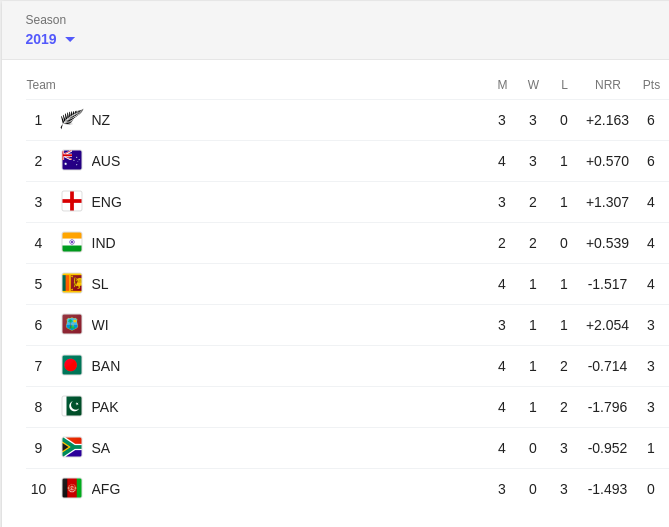 Season
2019
Team M W L NRR Pts
1 NZ 3 3 0 +2.163 6
2 AUS 4 3 1 +0.570 6
3 ENG 3 2 1 +1.307 4
4 IND 2 2 0 +0.539 4
5 SL 4 1 1 -1.517 4
6 WI 3 1 1 +2.054 3
7 BAN 4 1 2 -0.714 3
8 PAK 4 1 2 -1.796 3
9 SA 4 0 3 -0.952 1
10 AFG 3 0 3 -1.493 0